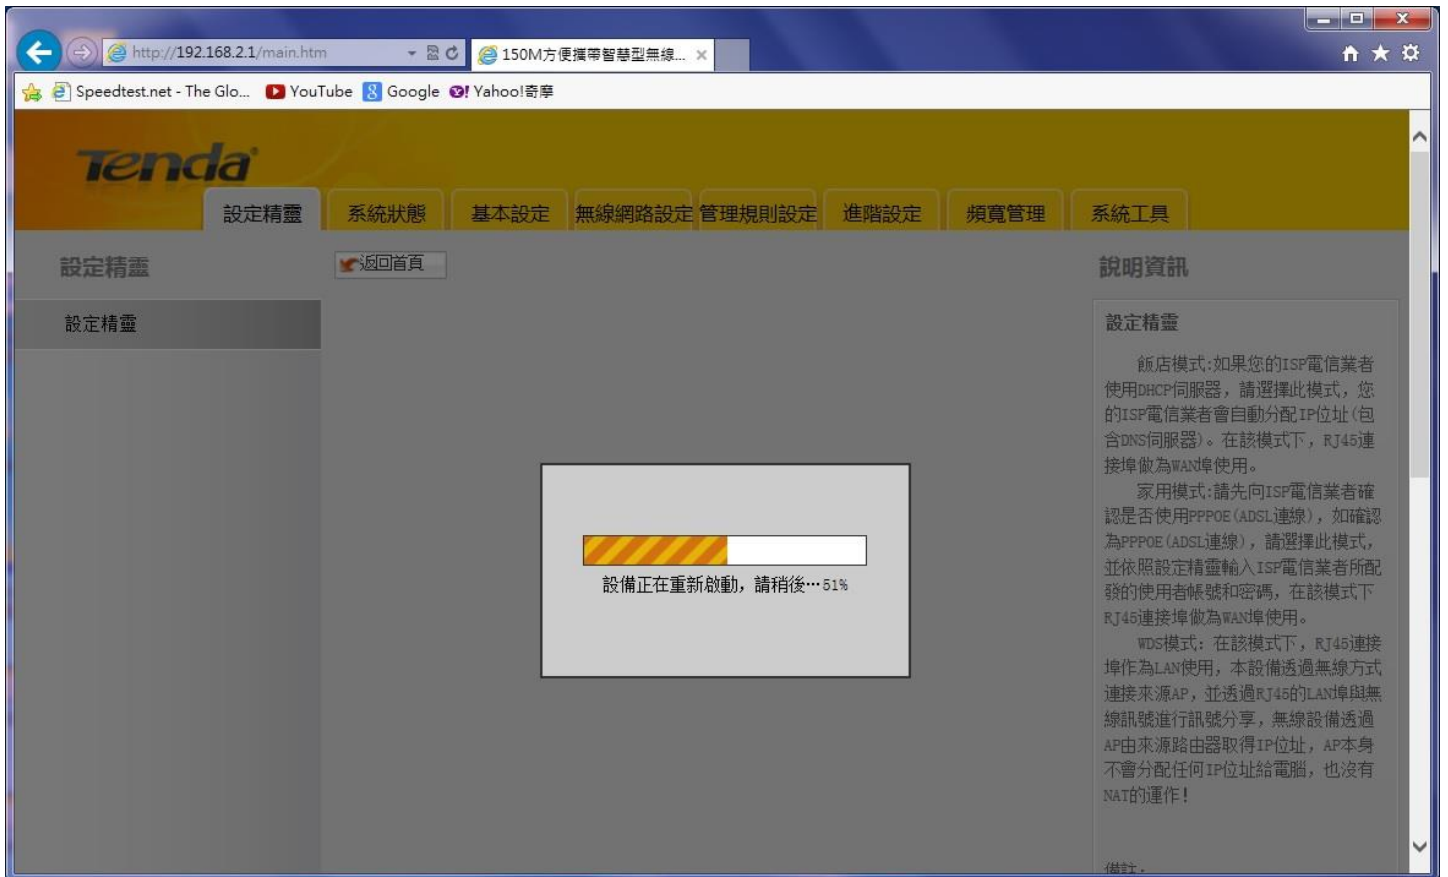 http://192.168.2.1/main.htm
150M方便攜帶智慧型無線...
Speedtest.net - The Glo...
YouTube
Google
Yahoo!奇摩
Tenda
設定精靈
系統狀態
基本設定
無線網路設定
管理規則設定
進階設定
頻寬管理
系統工具
設定精靈
設定精靈
返回首頁
設備正在重新啟動，請稍後…51%
說明資訊
設定精靈
飯店模式:如果您的ISP電信業者
使用DHCP伺服器，請選擇此模式，您
的ISP電信業者會自動分配IP位址(包
含DNS伺服器)。在該模式下，RJ45連
接埠做為WAN埠使用。
家用模式:請先向ISP電信業者確
認是否使用PPPOE(ADSL連線)，如確認
為PPPOE(ADSL連線)，請選擇此模式，
並依照設定精靈輸入ISP電信業者所配
發的使用者帳號和密碼，在該模式下
RJ45連接埠做為WAN埠使用。
WDS模式: 在該模式下，RJ45連接
埠作為LAN使用，本設備透過無線方式
連接來源AP，並透過RJ45的LAN埠與無
線訊號進行訊號分享，無線設備透過
AP由來源路由器取得IP位址，AP本身
不會分配任何IP位址給電腦，也沒有
NAT的運作!
備註: